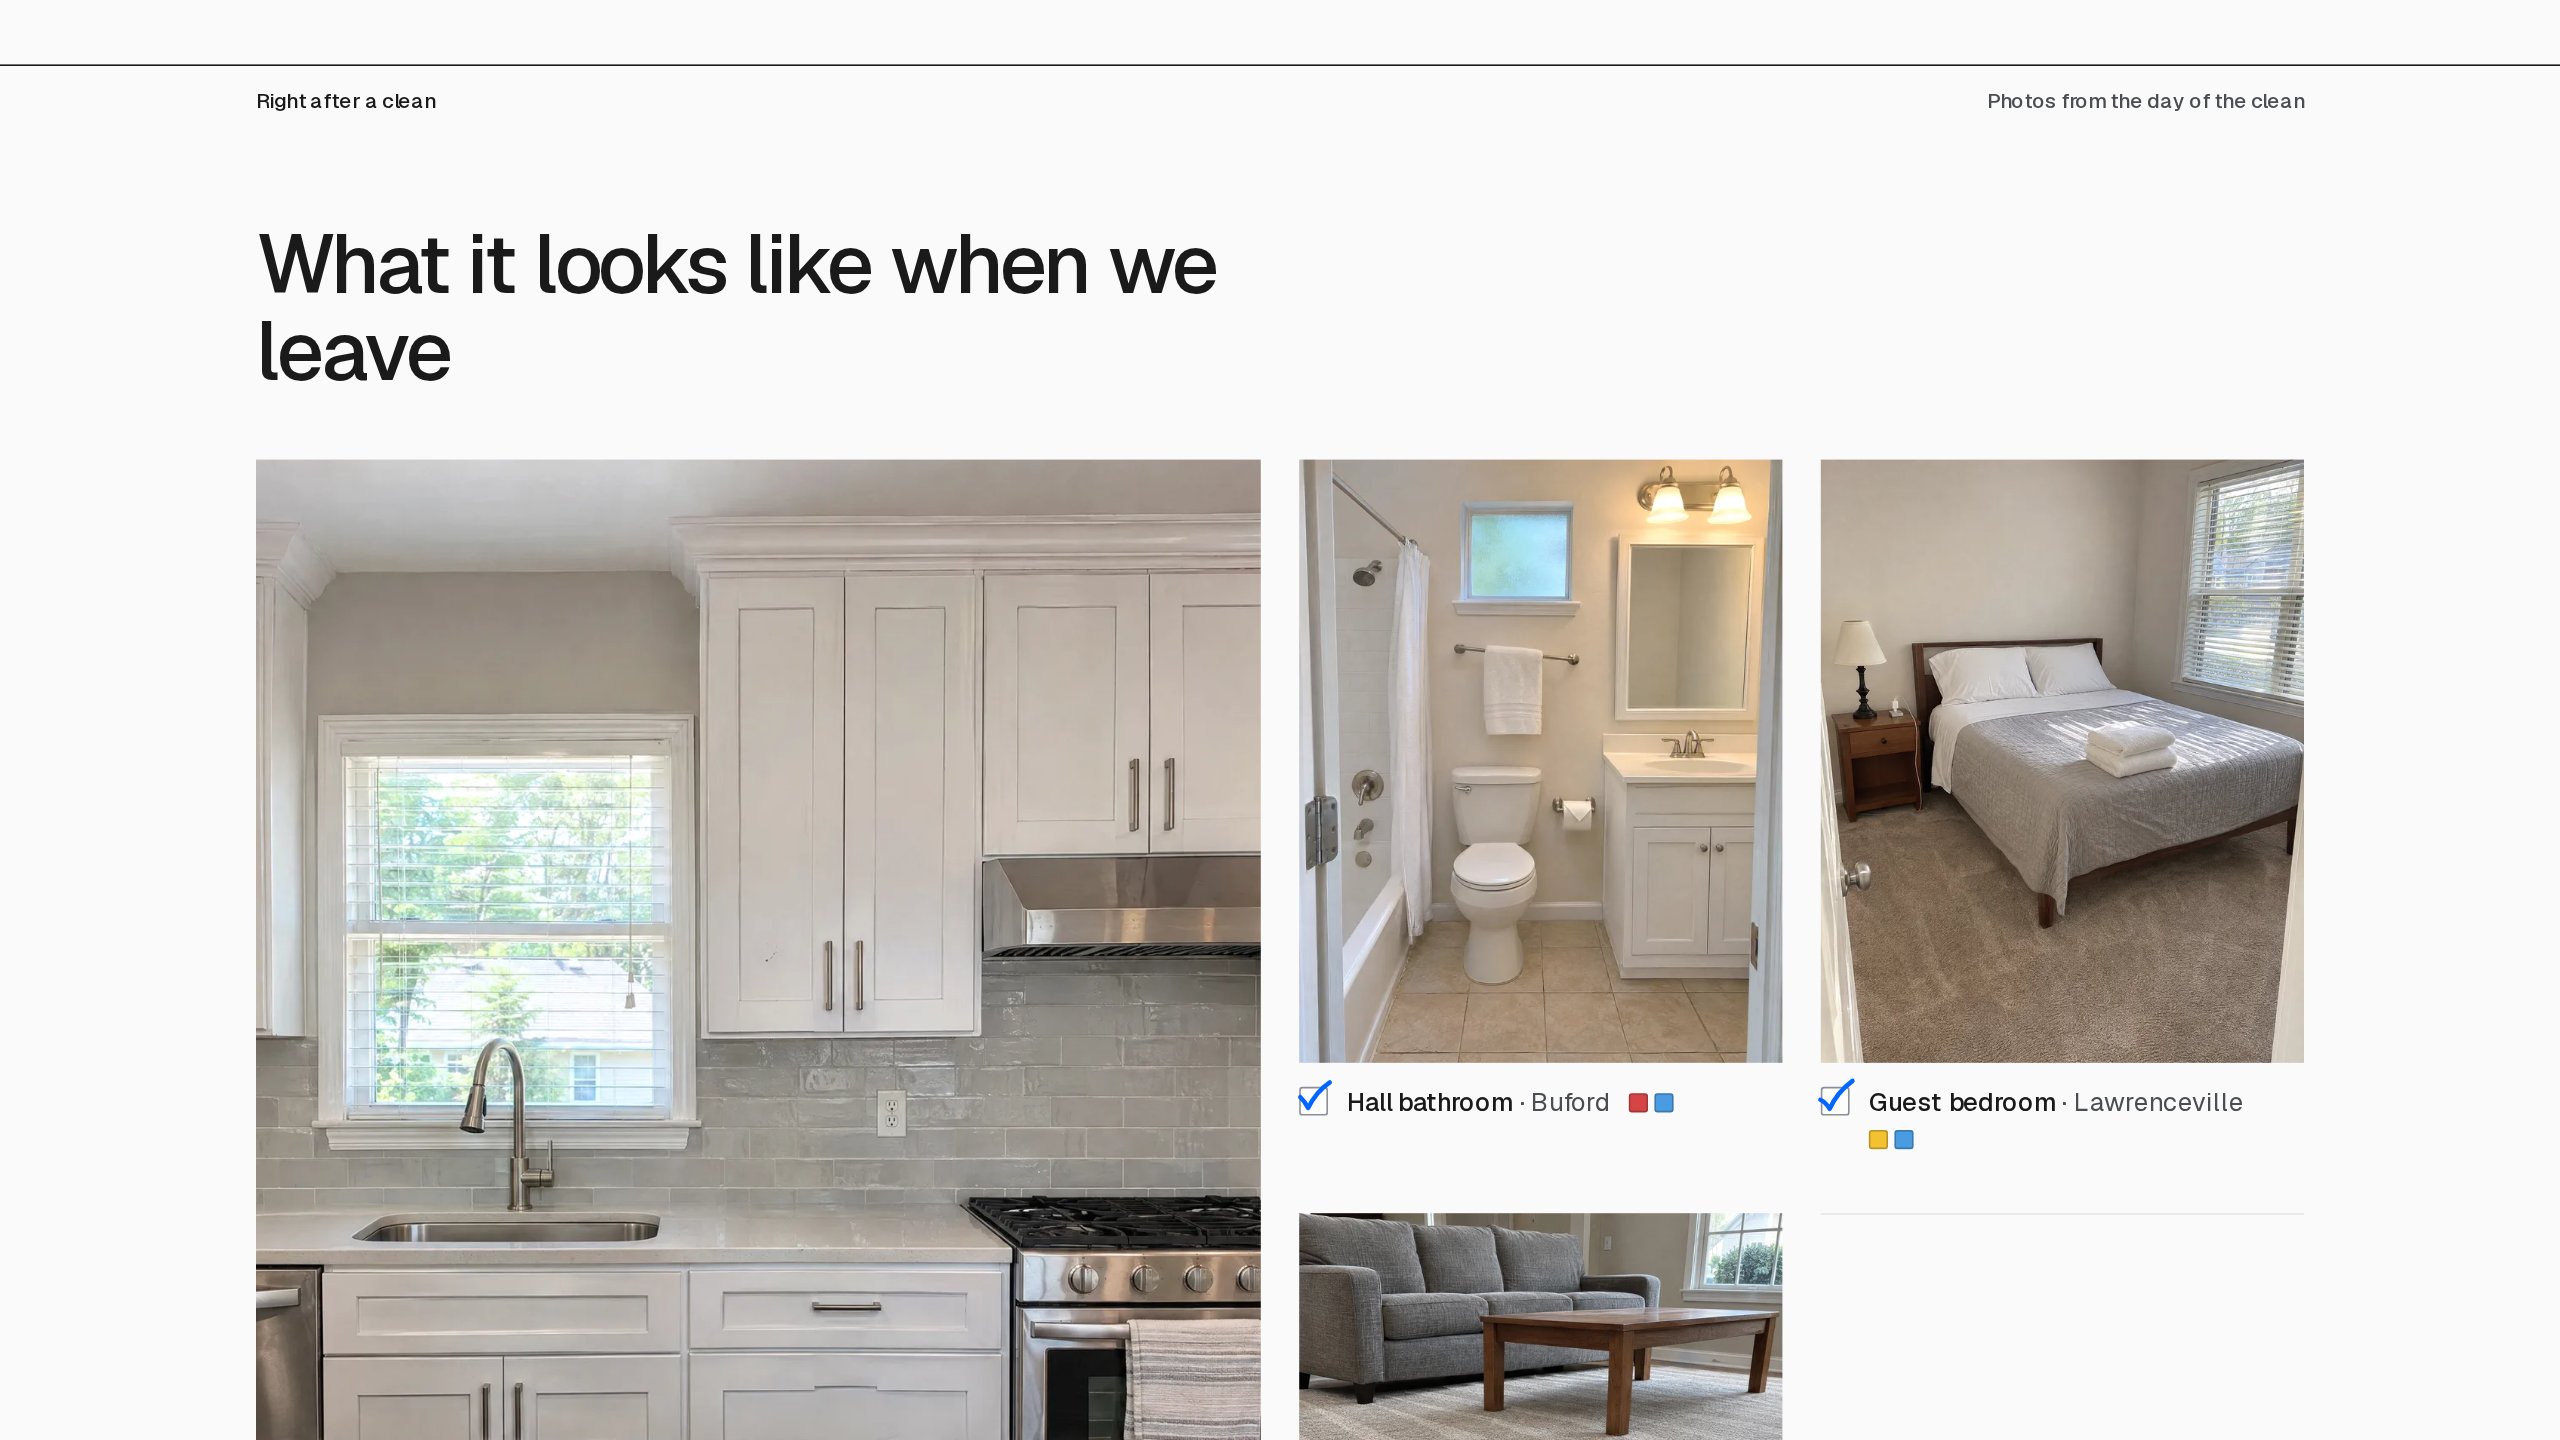 Right after a clean
Photos from the day of the clean
What it looks like when we
leave
Hall bathroom · Buford
Guest bedroom · Lawrenceville